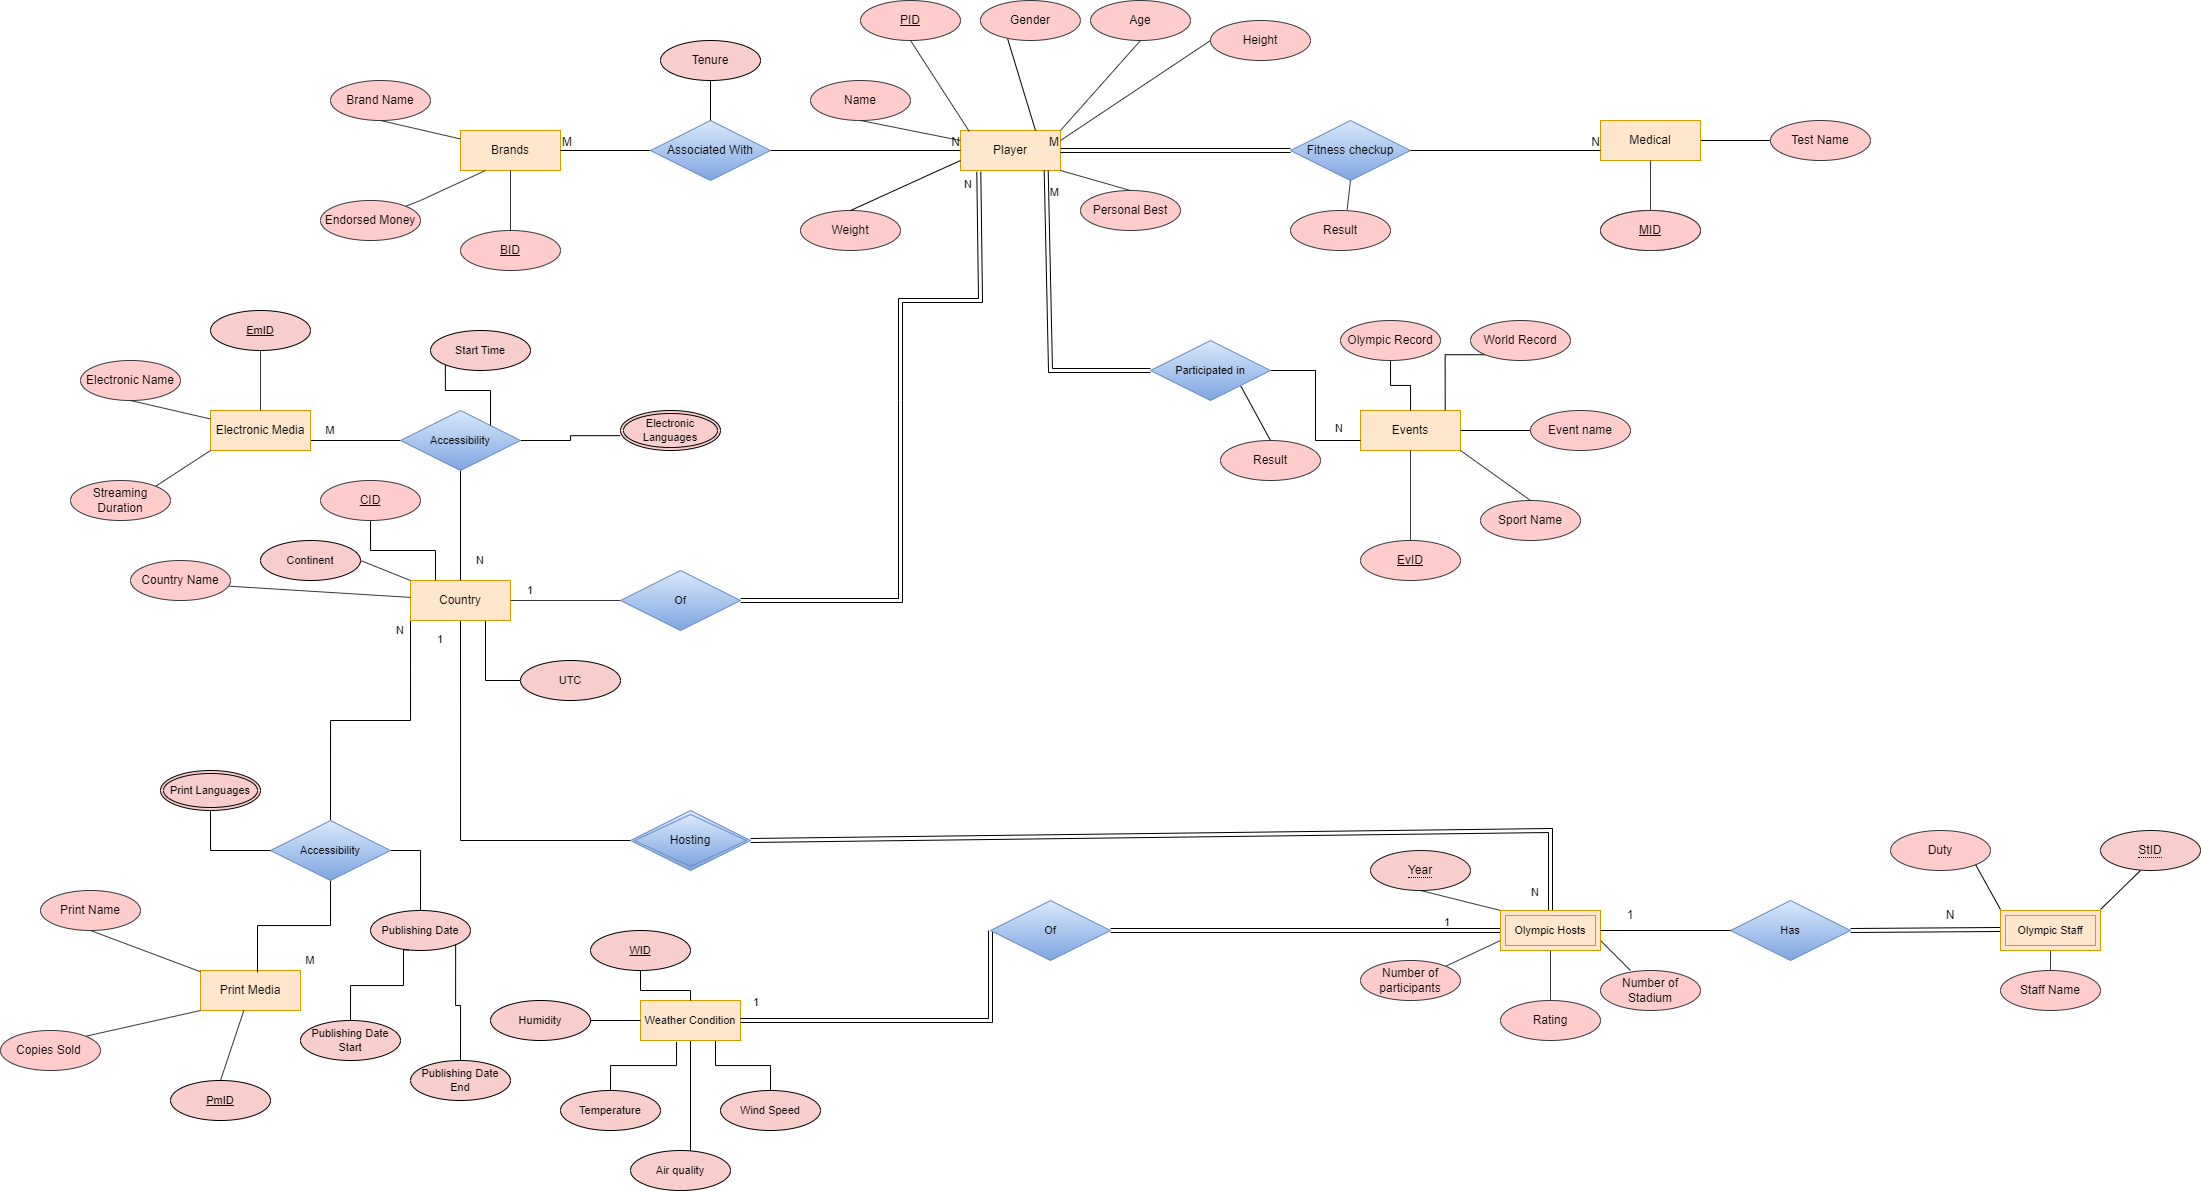 PID
Gender
Age
Height
Tenure
Brand Name
Name
Brands
M
Associated With
N
Player
M
Fitness checkup
N
Medical
Test Name
Endorsed Money
BID
N
M
Weight
Personal Best
Result
MID
EmID
Start Time
Olympic Record
World Record
Electronic Name
Participated in
Electronic Media
M
Accessibility
Electronic
Languages
N
Events
Event name
Result
Streaming
Duration
CID
Sport Name
Continent
N
EvID
Country Name
Country
1
Of
N
1
UTC
Print Languages
Accessibility
Hosting
Year
N
Duty
StID
Print Name
Publishing Date
WID
Of
1
Olympic Hosts
1
Has
N
Olympic Staff
M
Print Media
Number of
participants
Number of
Stadium
Staff Name
1
Humidity
Weather Condition
Rating
Copies Sold
Publishing Date
Start
Publishing Date
End
PmID
Temperature
Wind Speed
Air quality